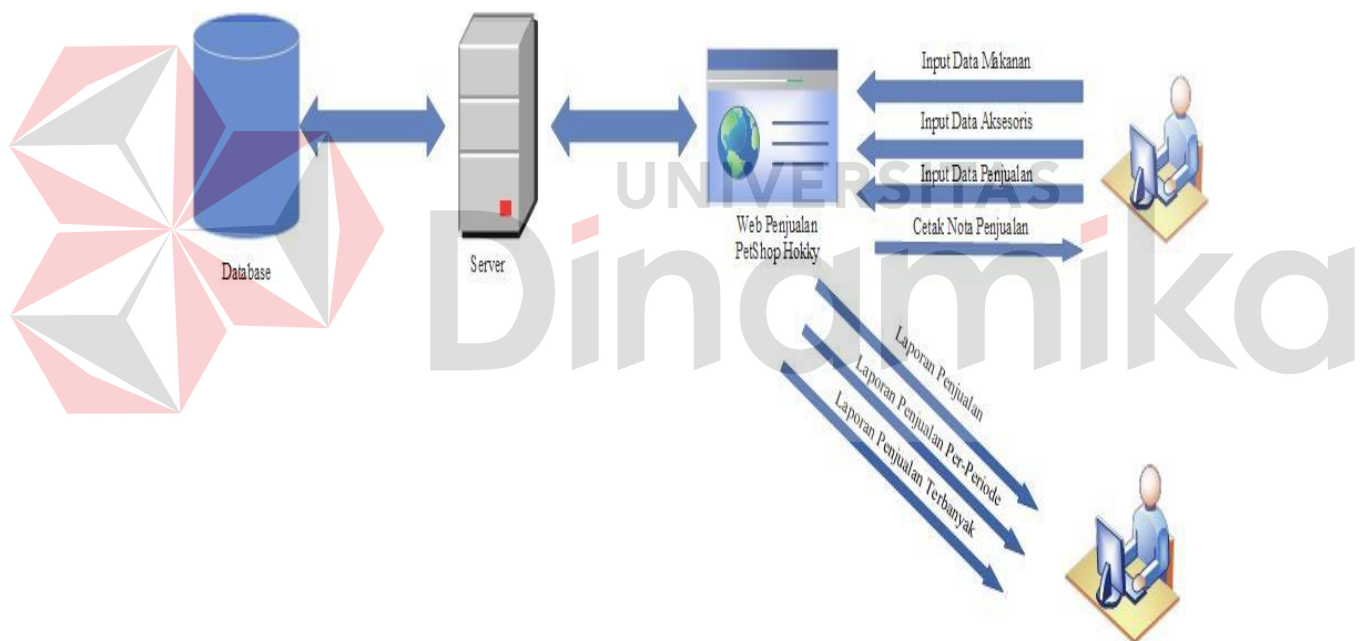 Input Data Makanan
Input Data Aksesoris
Input Data Penjualan
Cetak Nota Penjualan
UNIVERSITAS
Dinamika
Database
Server
Web Penjualan
PetShop Hokky
Laporan Penjualan
Laporan Penjualan Per-Periode
Laporan Penjualan Terbanyak